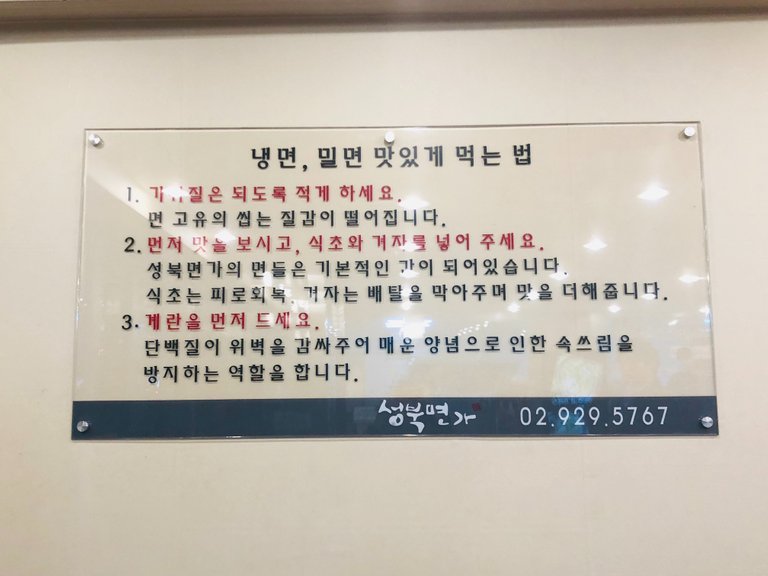 냉면, 밀면 맛있게 먹는 법
1. 가위질은 되도록 적게 하세요.
면 고유의 씹는 질감이 떨어집니다.
2. 먼저 맛을 보시고, 식초와 겨자를 넣어 주세요.
성북면가의 면들은 기본적인 간이 되어있습니다.
식초는 피로회복, 겨자는 배탈을 막아주며 맛을 더해줍니다.
3. 계란을 먼저 드세요.
단백질이 위벽을 감싸주어 매운 양념으로 인한 속쓰림을
방지하는 역할을 합니다.
성북면가 02.929.5767